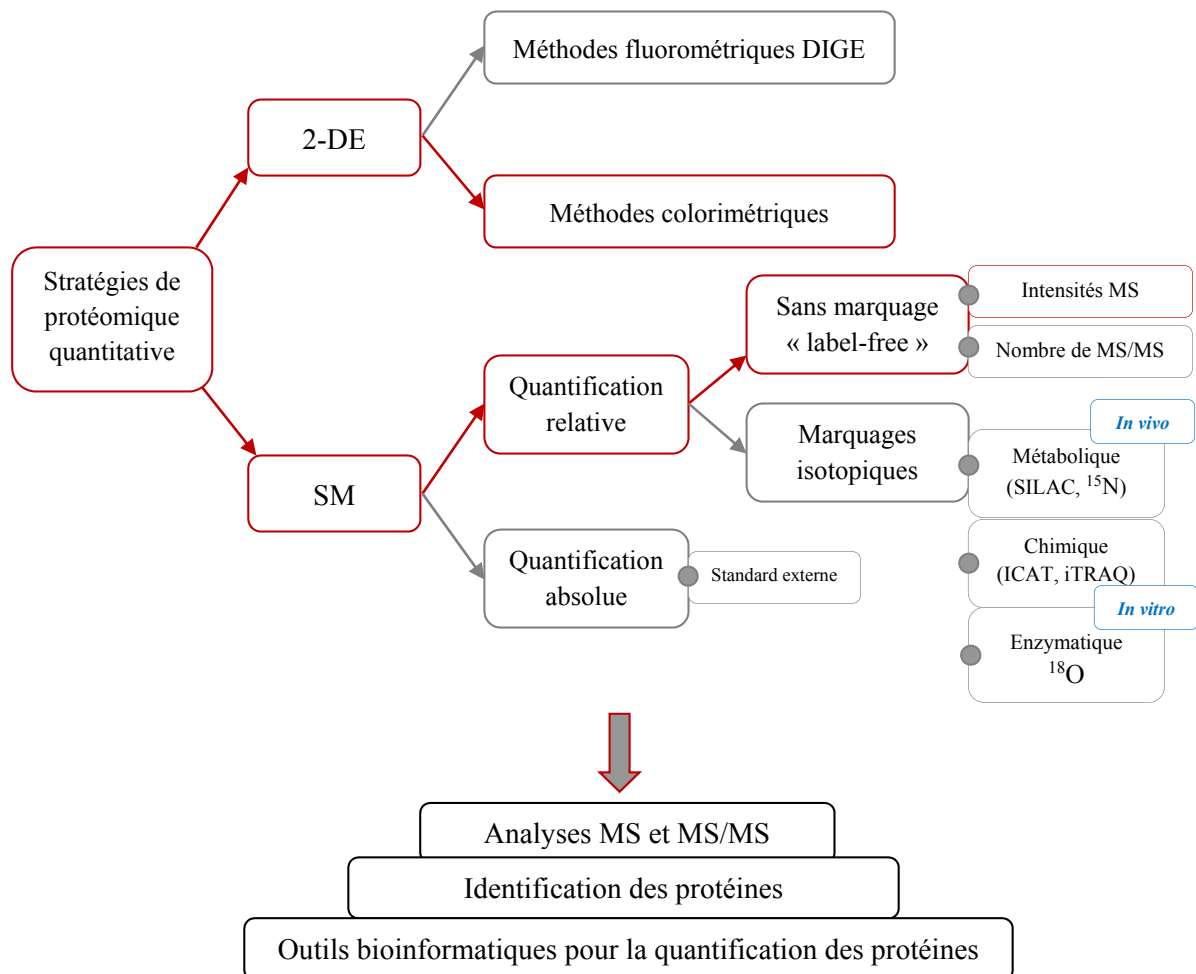 Méthodes fluorométriques DIGE
2-DE
Méthodes colorimétriques
Stratégies de
protéomique
quantitative
Sans marquage
« label-free »
Intensités MS
Nombre de MS/MS
Quantification
relative
Marquages
isotopiques
In vivo
Métabolique
(SILAC, ¹⁵N)
SM
Chimique
(ICAT, iTRAQ)
Quantification
absolue
Standard externe
In vitro
Enzymatique
¹⁸O
Analyses MS et MS/MS
Identification des protéines
Outils bioinformatiques pour la quantification des protéines